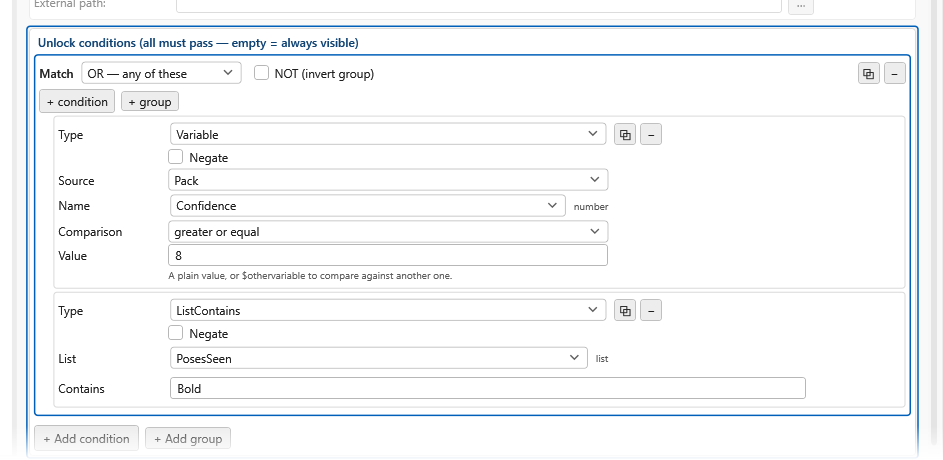 External path:
...
Unlock conditions (all must pass — empty = always visible)
Match OR — any of these NOT (invert group) –
+ condition + group
Type Variable –
Negate
Source Pack
Name Confidence number
Comparison greater or equal
Value 8
A plain value, or $othervariable to compare against another one.
Type ListContains –
Negate
List PosesSeen list
Contains Bold
+ Add condition + Add group